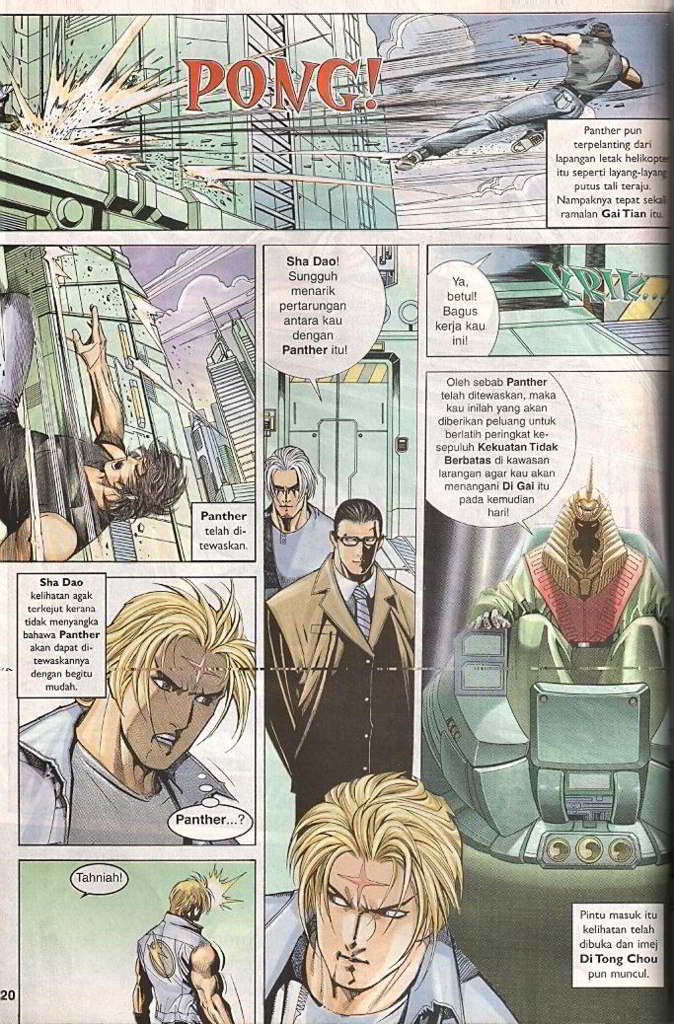 PONG!
Panther pun
terpelanting dari
lapangan letak helikopter
itu seperti layang-layang
putus tali teraju.
Nampaknya tepat sekali
ramalan Gai Tian itu.
Panther
telah di-
tewaskan.
Sha Dao
kelihatan agak
terkejut kerana
tidak menyangka
bahawa Panther
akan dapat di-
tewaskannya
dengan begitu
mudah.
Panther...?
Tahniah!
Sha Dao!
Sungguh
menarik
pertarungan
antara kau
dengan
Panther itu!
Ya,
betul!
Bagus
kerja kau
ini!
KRIK...
Oleh sebab Panther
telah ditewaskan, maka
kau inilah yang akan
diberikan peluang untuk
berlatih peringkat ke-
sepuluh Kekuatan Tidak
Berbatas di kawasan
larangan agar kau akan
menangani Di Gai itu
pada kemudian
hari!
Pintu masuk itu
kelihatan telah
dibuka dan imej
Di Tong Chou
pun muncul.
20